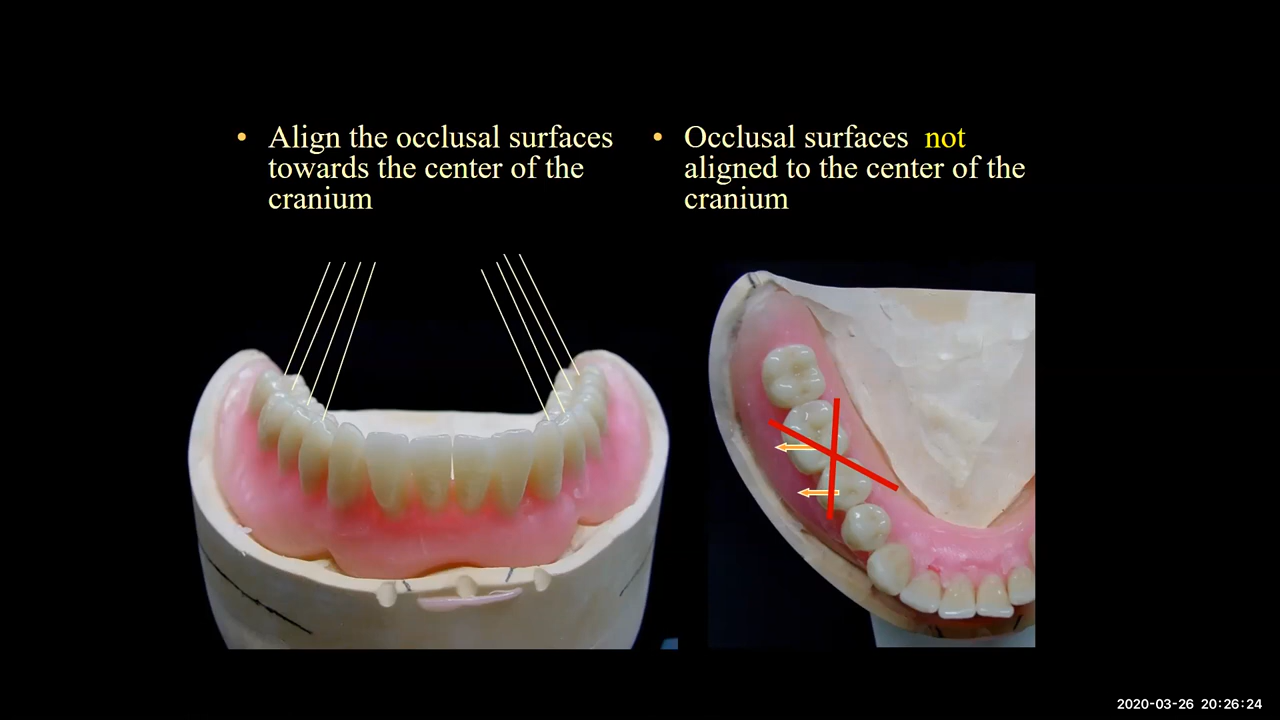 • Align the occlusal surfaces
towards the center of the
cranium
• Occlusal surfaces not
aligned to the center of the
cranium
2020-03-26 20:26:24